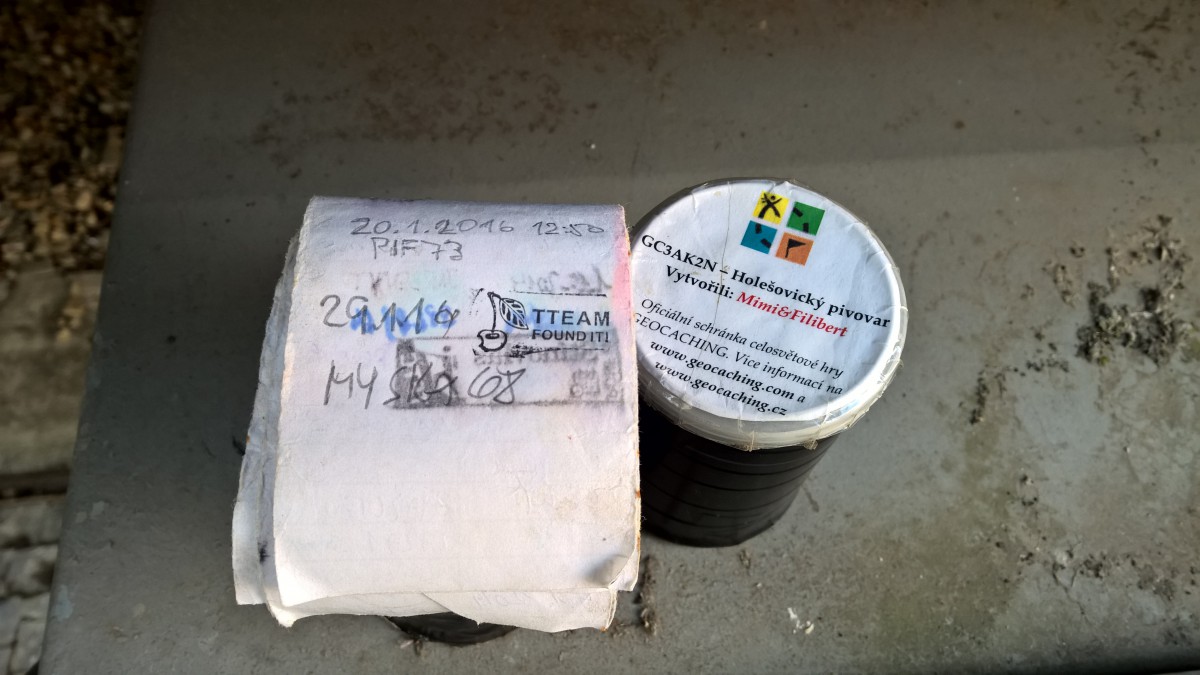 20.1.2016 12:50
PIF73
29.1.16
TTEAM
FOUND IT!
GC3AK2N – Holešovický pivovar
Vytvořili: Mimi&Filibert
Oficiální schránka celosvětové hry
GEOCACHING. Více informací na
www.geocaching.com a
www.geocaching.cz